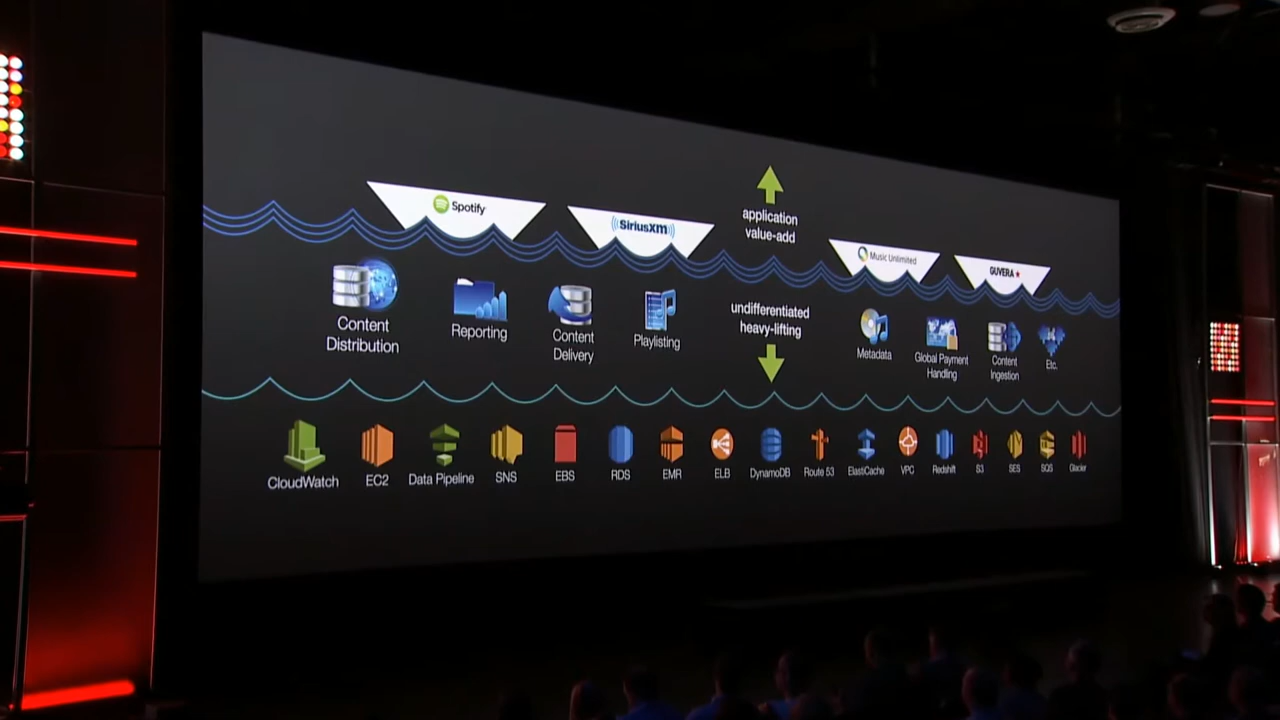 Spotify
SiriusXM
application
value-add
Music Unlimited
GUVERA
undifferentiated
heavy-lifting
Content
Distribution
Reporting
Content
Delivery
Playlisting
Metadata
Global Payment
Handling
Content
Ingestion
Etc.
CloudWatch
EC2
Data Pipeline
SNS
EBS
RDS
EMR
ELB
DynamoDB
Route 53
ElastiCache
VPC
Redshift
S3
SES
SQS
Glacier